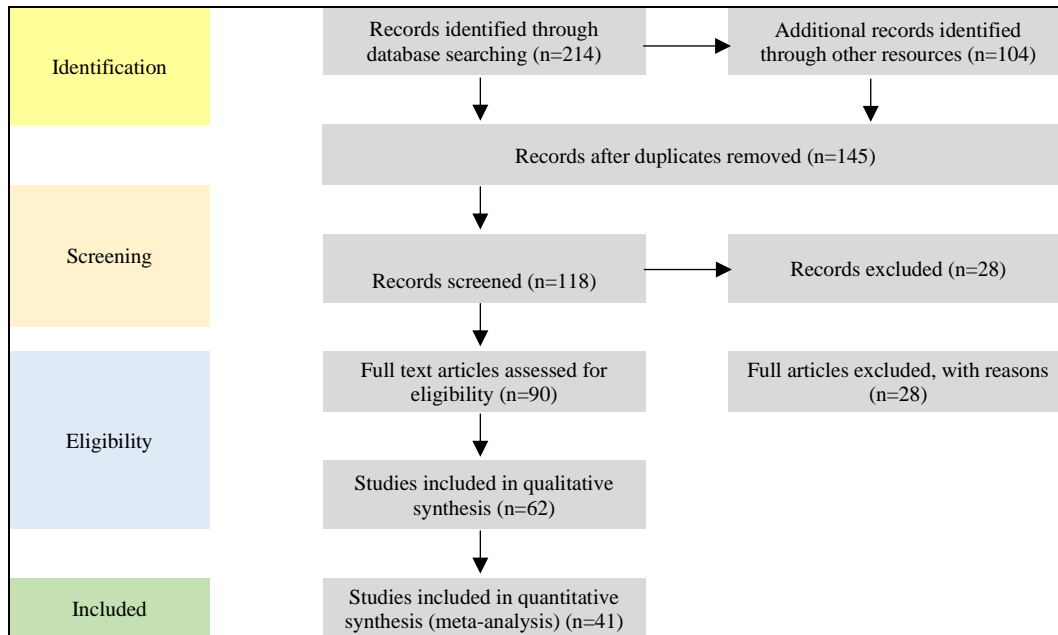 Identification
Records identified through
database searching (n=214)
Additional records identified
through other resources (n=104)
Records after duplicates removed (n=145)
Screening
Records screened (n=118)
Records excluded (n=28)
Eligibility
Full text articles assessed for
eligibility (n=90)
Full articles excluded, with reasons
(n=28)
Studies included in qualitative
synthesis (n=62)
Included
Studies included in quantitative
synthesis (meta-analysis) (n=41)